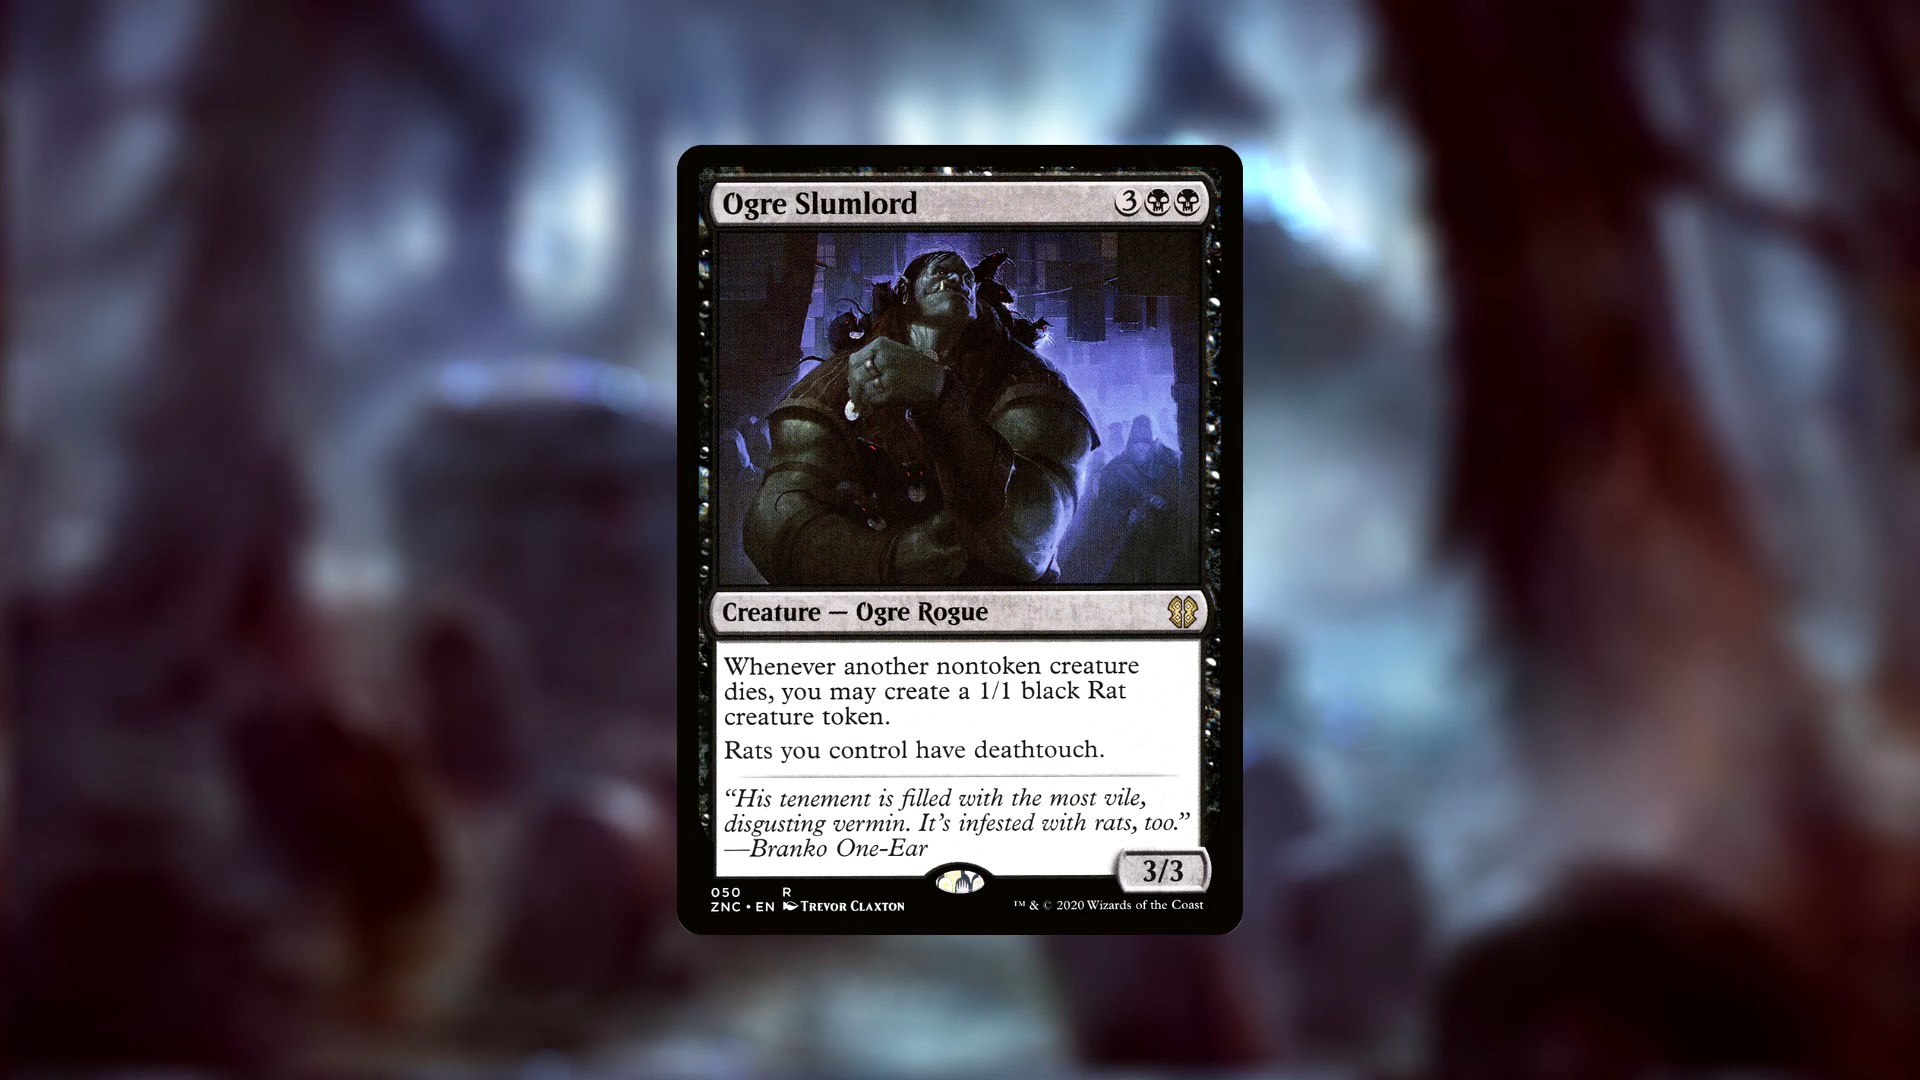 Ogre Slumlord 3
Creature — Ogre Rogue
Whenever another nontoken creature
dies, you may create a 1/1 black Rat
creature token.
Rats you control have deathtouch.
“His tenement is filled with the most vile,
disgusting vermin. It’s infested with rats, too.”
—Branko One-Ear
3/3
050 R
ZNC • EN Trevor Claxton
™ & © 2020 Wizards of the Coast